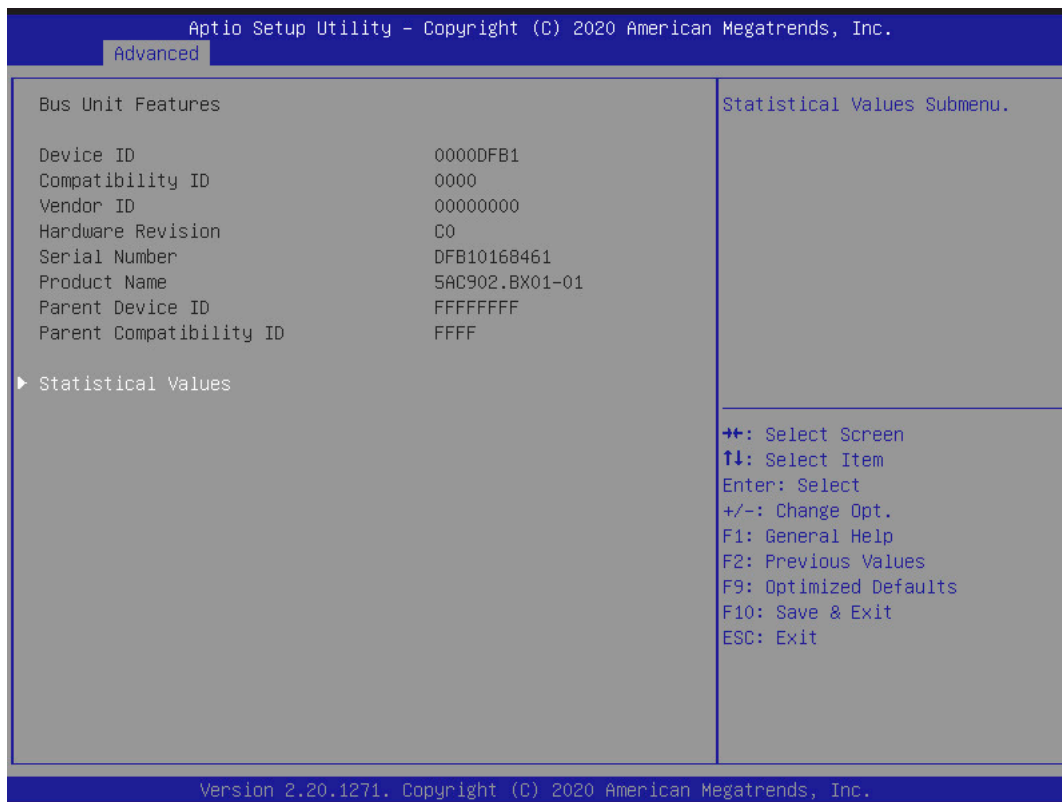 Aptio Setup Utility – Copyright (C) 2020 American Megatrends, Inc.
Advanced
Bus Unit Features
Device ID 0000DFB1
Compatibility ID 0000
Vendor ID 00000000
Hardware Revision C0
Serial Number DFB10168461
Product Name 5AC902.BX01-01
Parent Device ID FFFFFFFF
Parent Compatibility ID FFFF
▶ Statistical Values
Statistical Values Submenu.
→←: Select Screen
↑↓: Select Item
Enter: Select
+/-: Change Opt.
F1: General Help
F2: Previous Values
F9: Optimized Defaults
F10: Save & Exit
ESC: Exit
Version 2.20.1271. Copyright (C) 2020 American Megatrends, Inc.